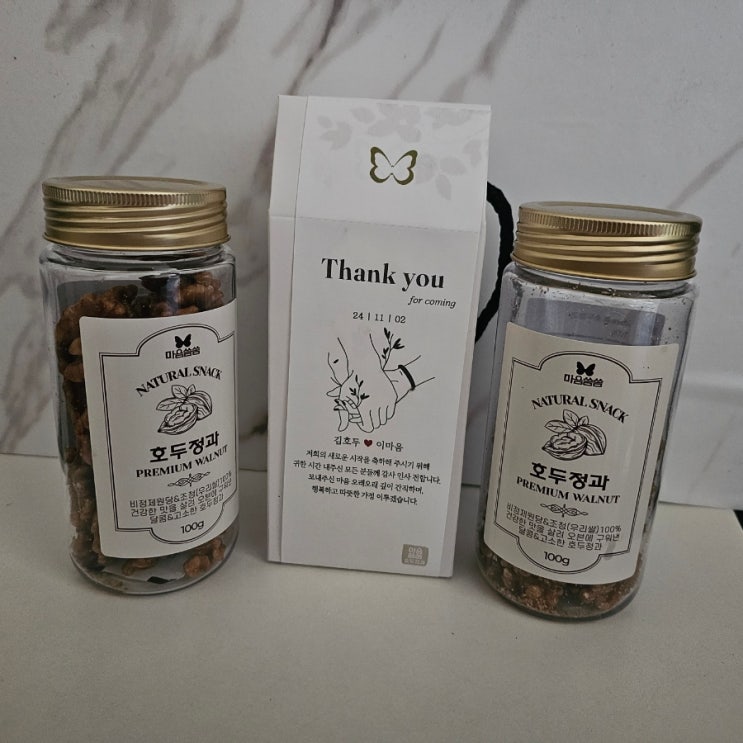 마음씀씀
NATURAL SNACK
호두정과
PREMIUM WALNUT
비정제원당&조청(우리쌀)100%
건강한 맛을 살린 오븐에 구워낸
달콤&고소한 호두정과
100g
Thank you
for coming
24 | 11 | 02
김호두 ♥ 이마음
저희의 새로운 시작을 축하해 주시기 위해
귀한 시간 내주신 모든 분들께 감사 인사 전합니다.
보내주신 마음 오래오래 깊이 간직하며,
행복하고 따뜻한 가정 이루겠습니다.
마음씀씀
NATURAL SNACK
호두정과
PREMIUM WALNUT
비정제원당&조청(우리쌀)100%
건강한 맛을 살린 오븐에 구워낸
달콤&고소한 호두정과
100g